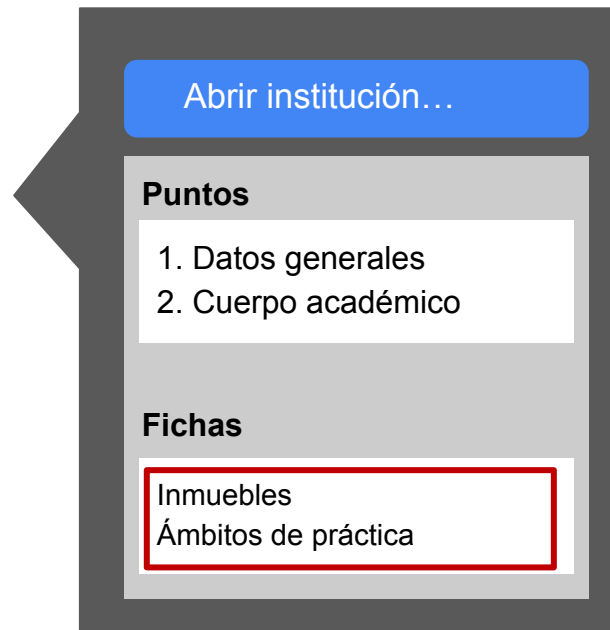 Abrir institución…
Puntos
1. Datos generales
2. Cuerpo académico
Fichas
Inmuebles
Ámbitos de práctica